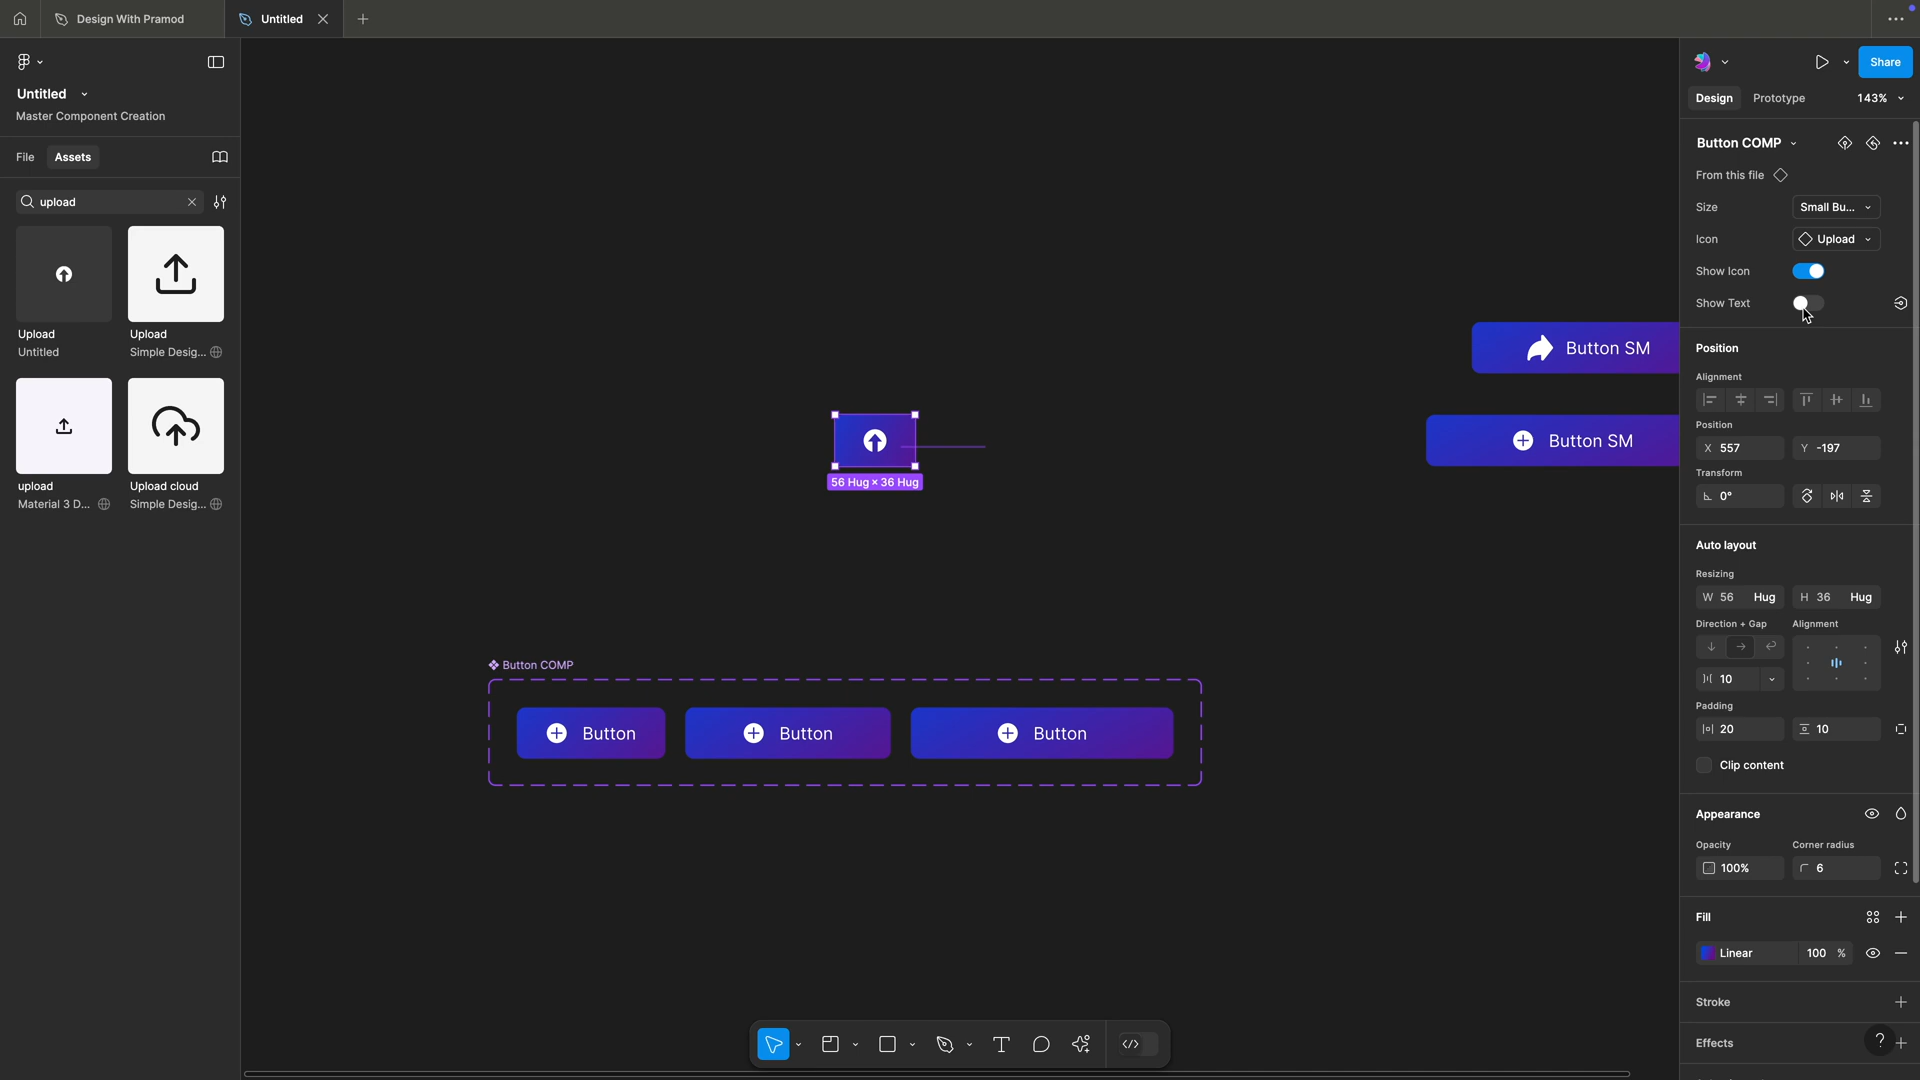 Design With Pramod
Untitled
Untitled
Master Component Creation
File
Assets
upload
Upload
Untitled
Upload
Simple Desig...
upload
Material 3 D...
Upload cloud
Simple Desig...
56 Hug × 36 Hug
Button SM
Button SM
Button COMP
Button
Button
Button
Share
Design
Prototype
143%
Button COMP
From this file
Size
Small Bu...
Icon
Upload
Show Icon
Show Text
Position
Alignment
Position
X 557
Y -197
Transform
0°
Auto layout
Resizing
W 56 Hug
H 36 Hug
Direction + Gap
Alignment
10
Padding
20
10
Clip content
Appearance
Opacity
Corner radius
100%
6
Fill
Linear
100 %
Stroke
Effects
?